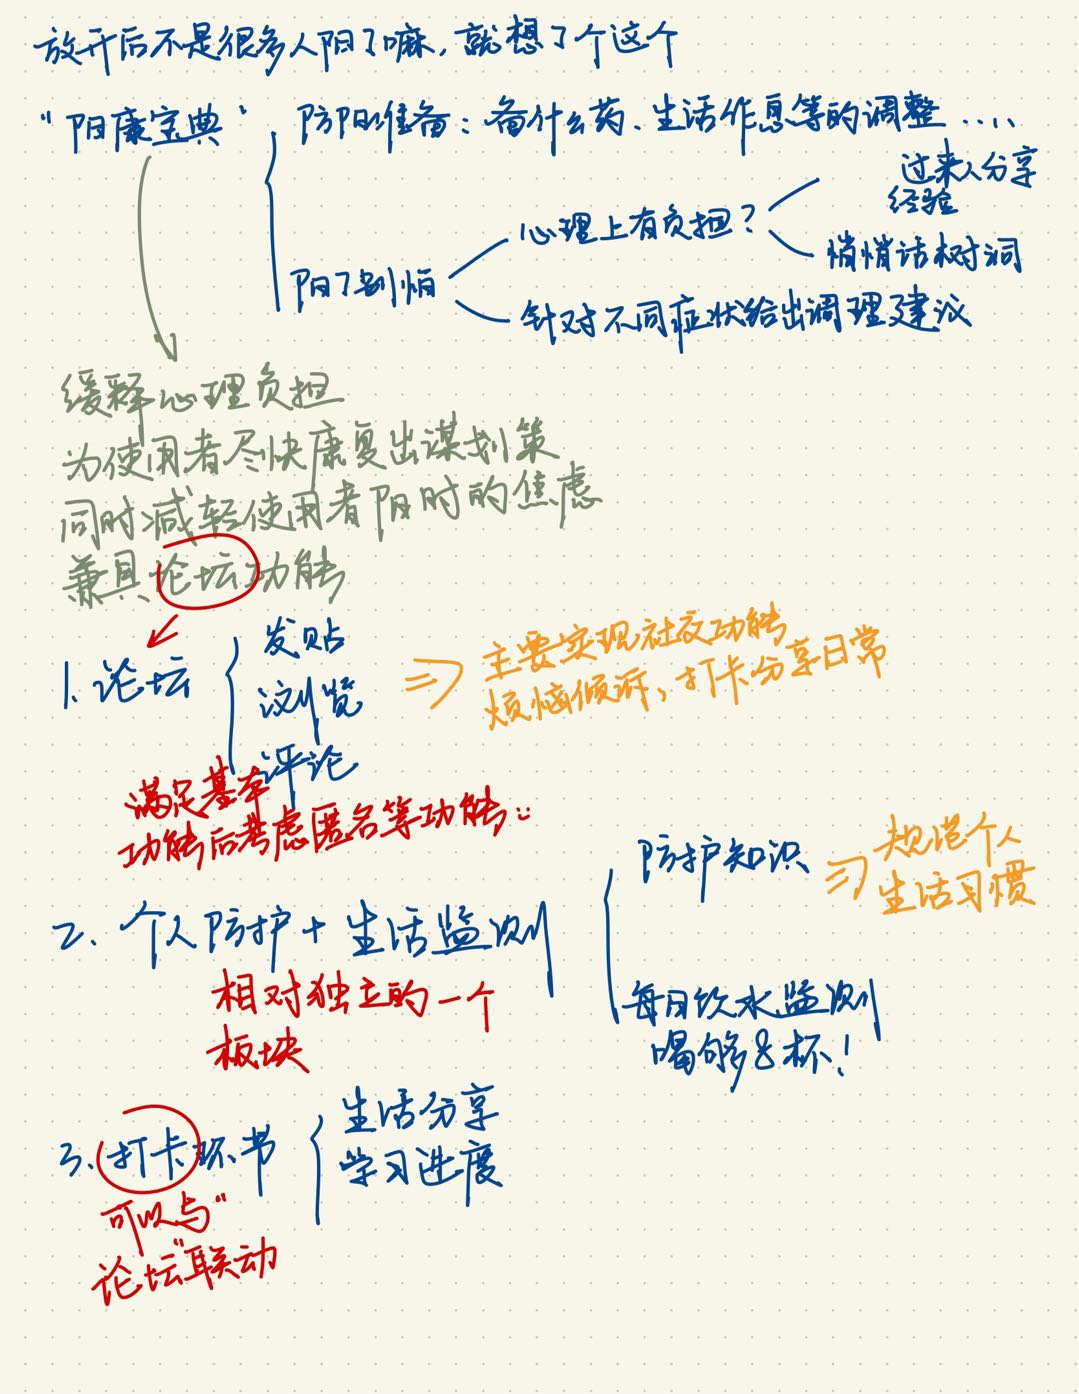 放开后不是很多人阳了嘛，就想了个这个
"阳康宝典"
防阳准备：备什么药、生活作息等的调整....
阳了别怕
心理上有负担？
过来人分享
经验
悄悄话树洞
针对不同症状给出调理建议
缓释心理负担
为使用者尽快康复出谋划策
同时减轻使用者阳时的焦虑
兼具论坛功能
1. 论坛
发贴
浏览
评论
⇒ 主要实现社交功能
烦恼倾诉，打卡分享日常
满足基本
功能后考虑匿名等功能..
2. 个人防护 + 生活监测
相对独立的一个
板块
防护知识
⇒ 规范个人
生活习惯
每日饮水监测
喝够8杯！
3. 打卡环节
生活分享
学习进度
可以与"
论坛"联动